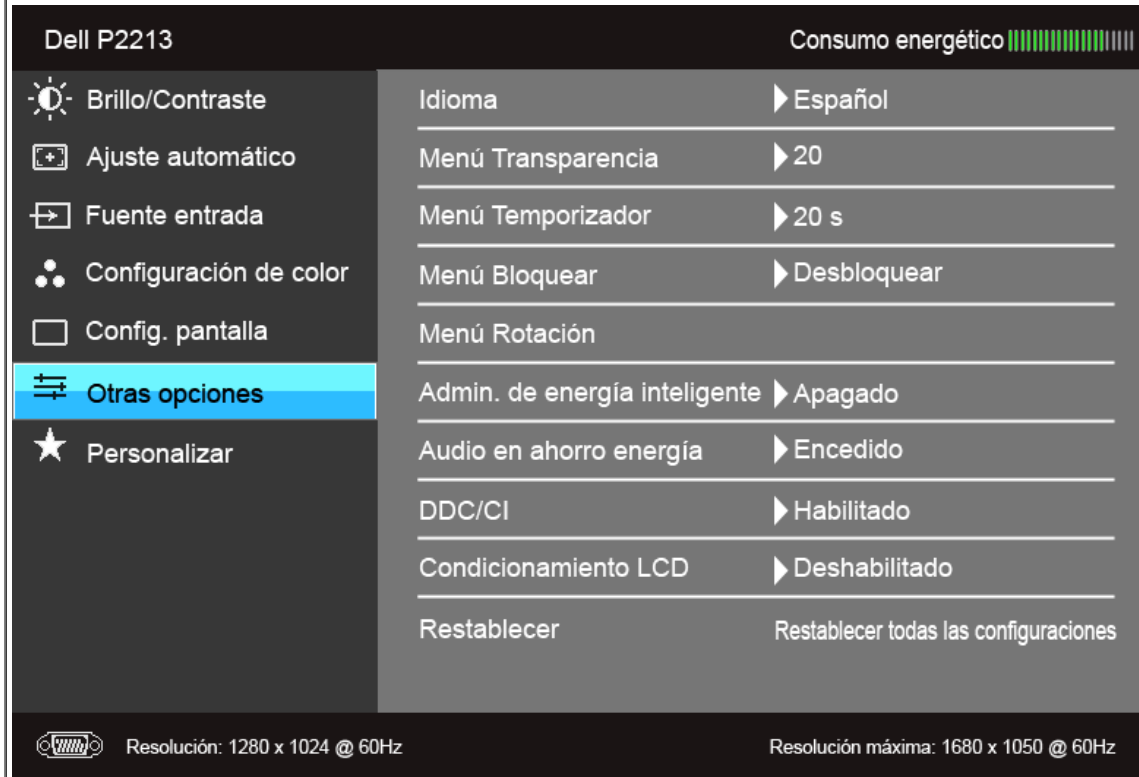 Dell P2213 Consumo energético
Brillo/Contraste
Ajuste automático
Fuente entrada
Configuración de color
Config. pantalla
Otras opciones
Personalizar
Idioma Español
Menú Transparencia 20
Menú Temporizador 20 s
Menú Bloquear Desbloquear
Menú Rotación
Admin. de energía inteligente Apagado
Audio en ahorro energía Encedido
DDC/CI Habilitado
Condicionamiento LCD Deshabilitado
Restablecer Restablecer todas las configuraciones
Resolución: 1280 x 1024 @ 60Hz Resolución máxima: 1680 x 1050 @ 60Hz